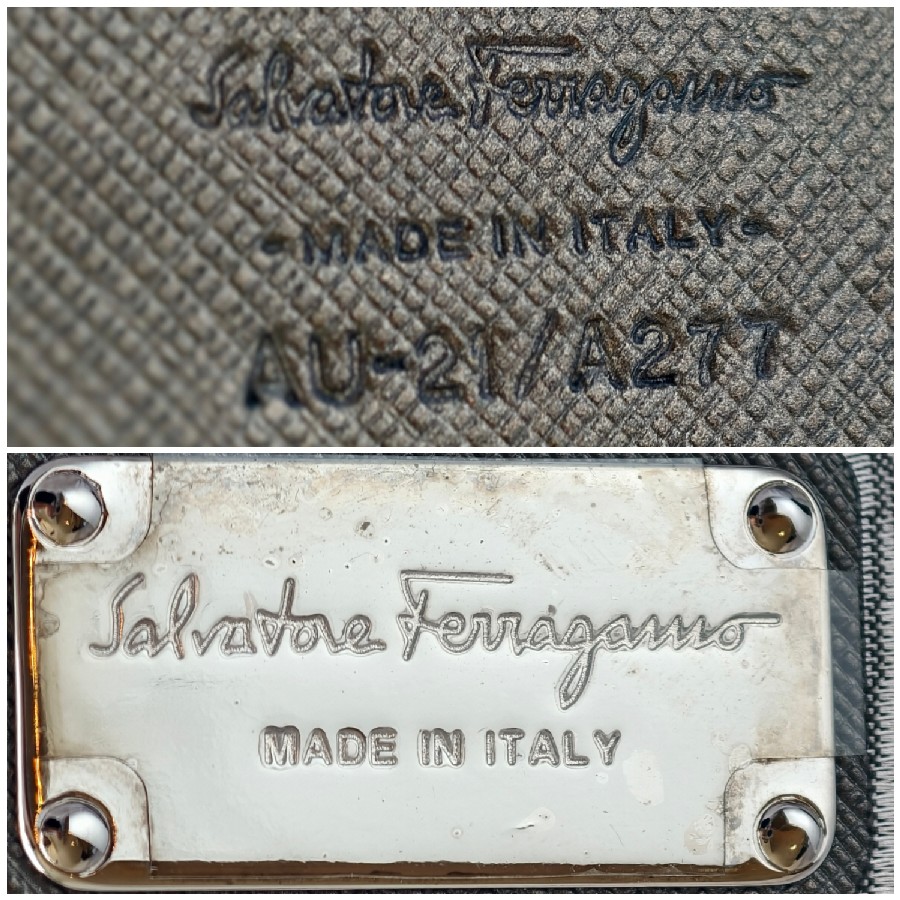 Salvatore Ferragamo
-MADE IN ITALY-
AU-21/A277
Salvatore Ferragamo
MADE IN ITALY